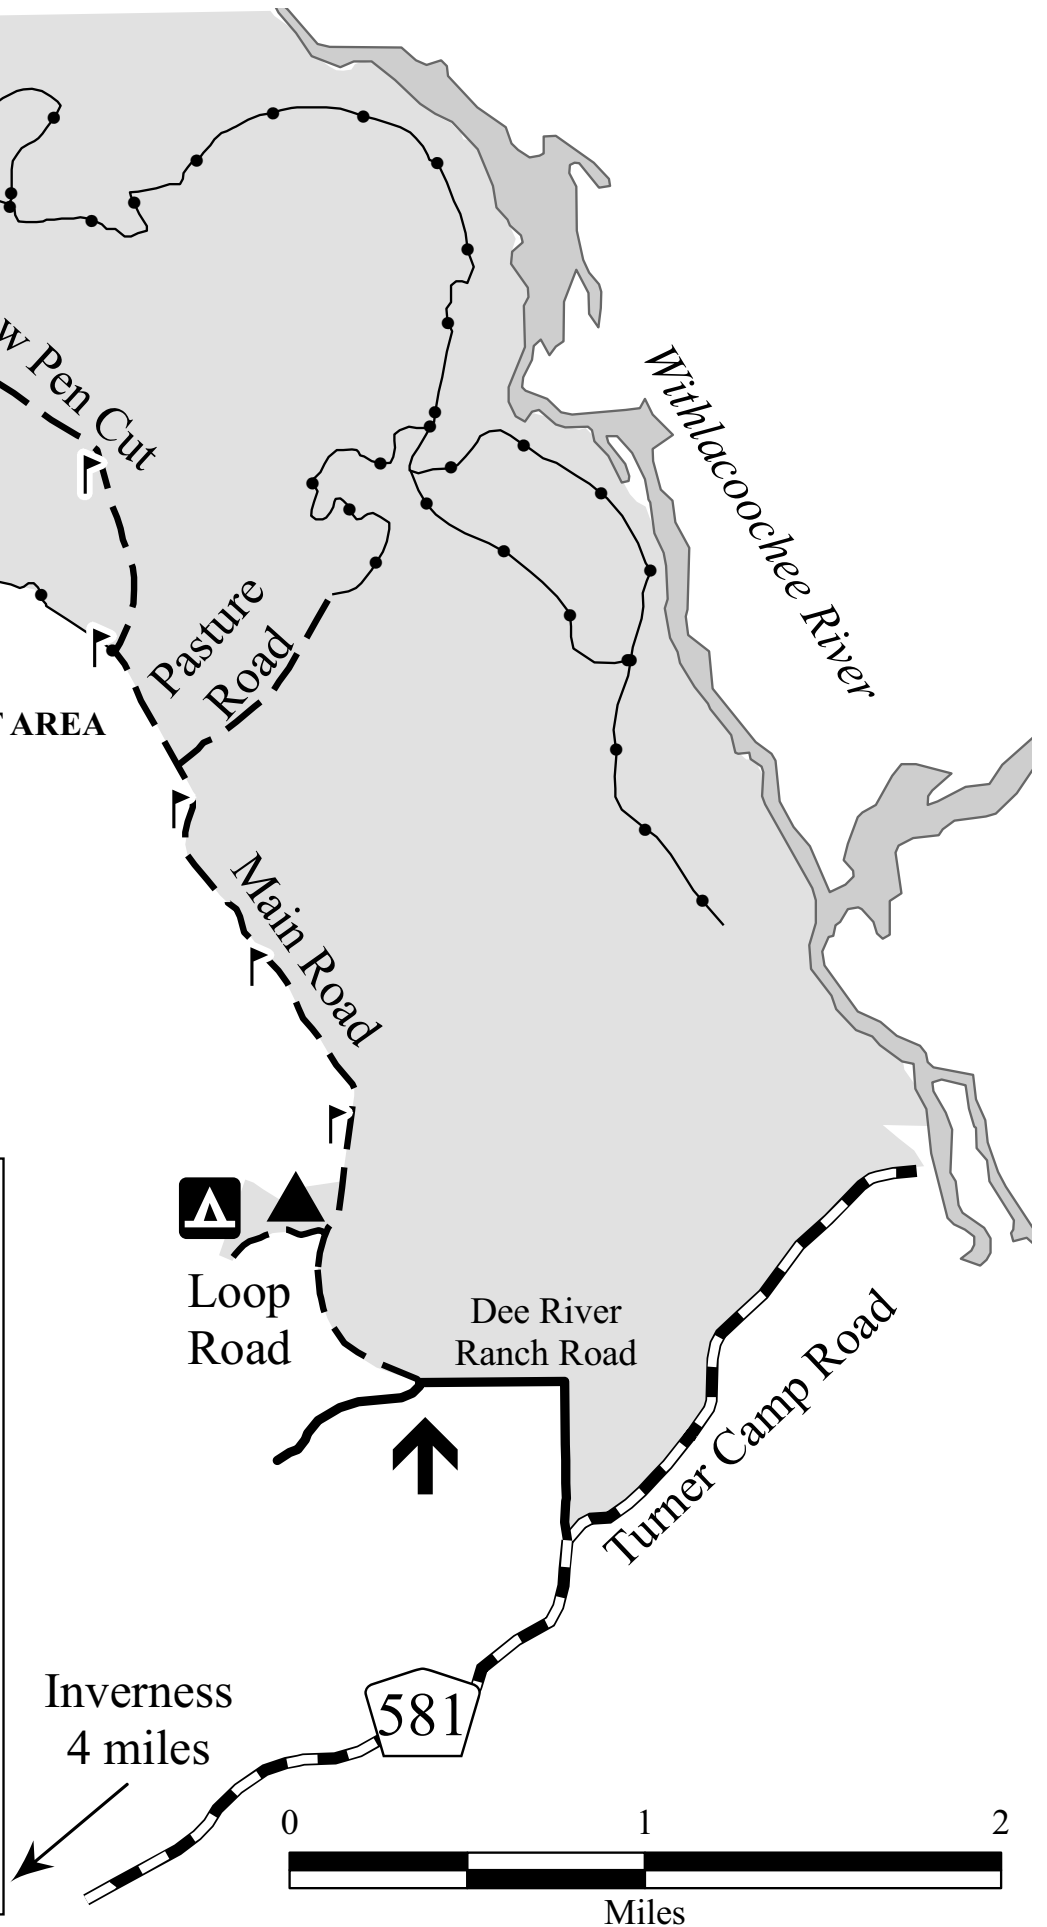 w Pen Cut
Withlacoochee River
Pasture
Road
AREA
Main Road
Loop
Road
Dee River
Ranch Road
Turner Camp Road
581
Inverness
4 miles
0 1 2
Miles